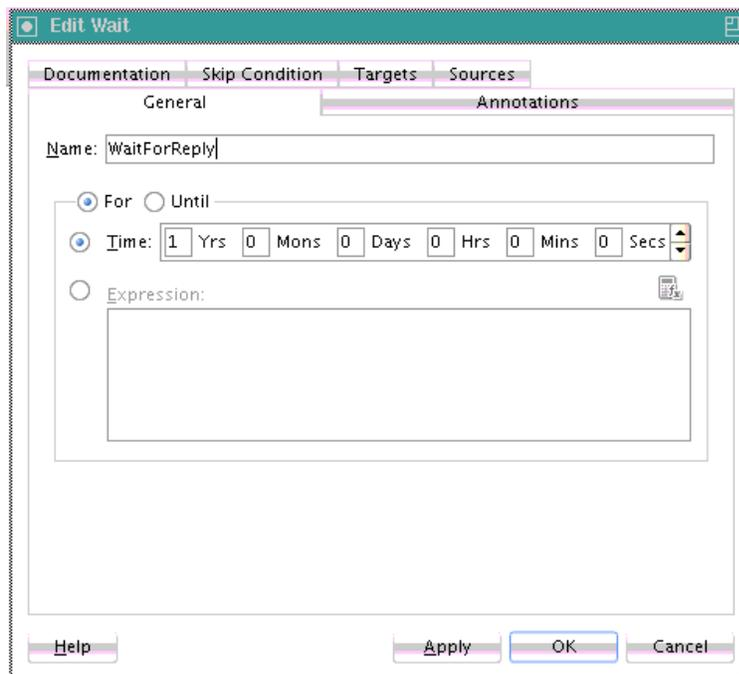 Edit Wait
Documentation Skip Condition Targets Sources
General Annotations
Name: WaitForReply
For Until
Time: 1 Yrs 0 Mons 0 Days 0 Hrs 0 Mins 0 Secs
Expression:
Help Apply OK Cancel